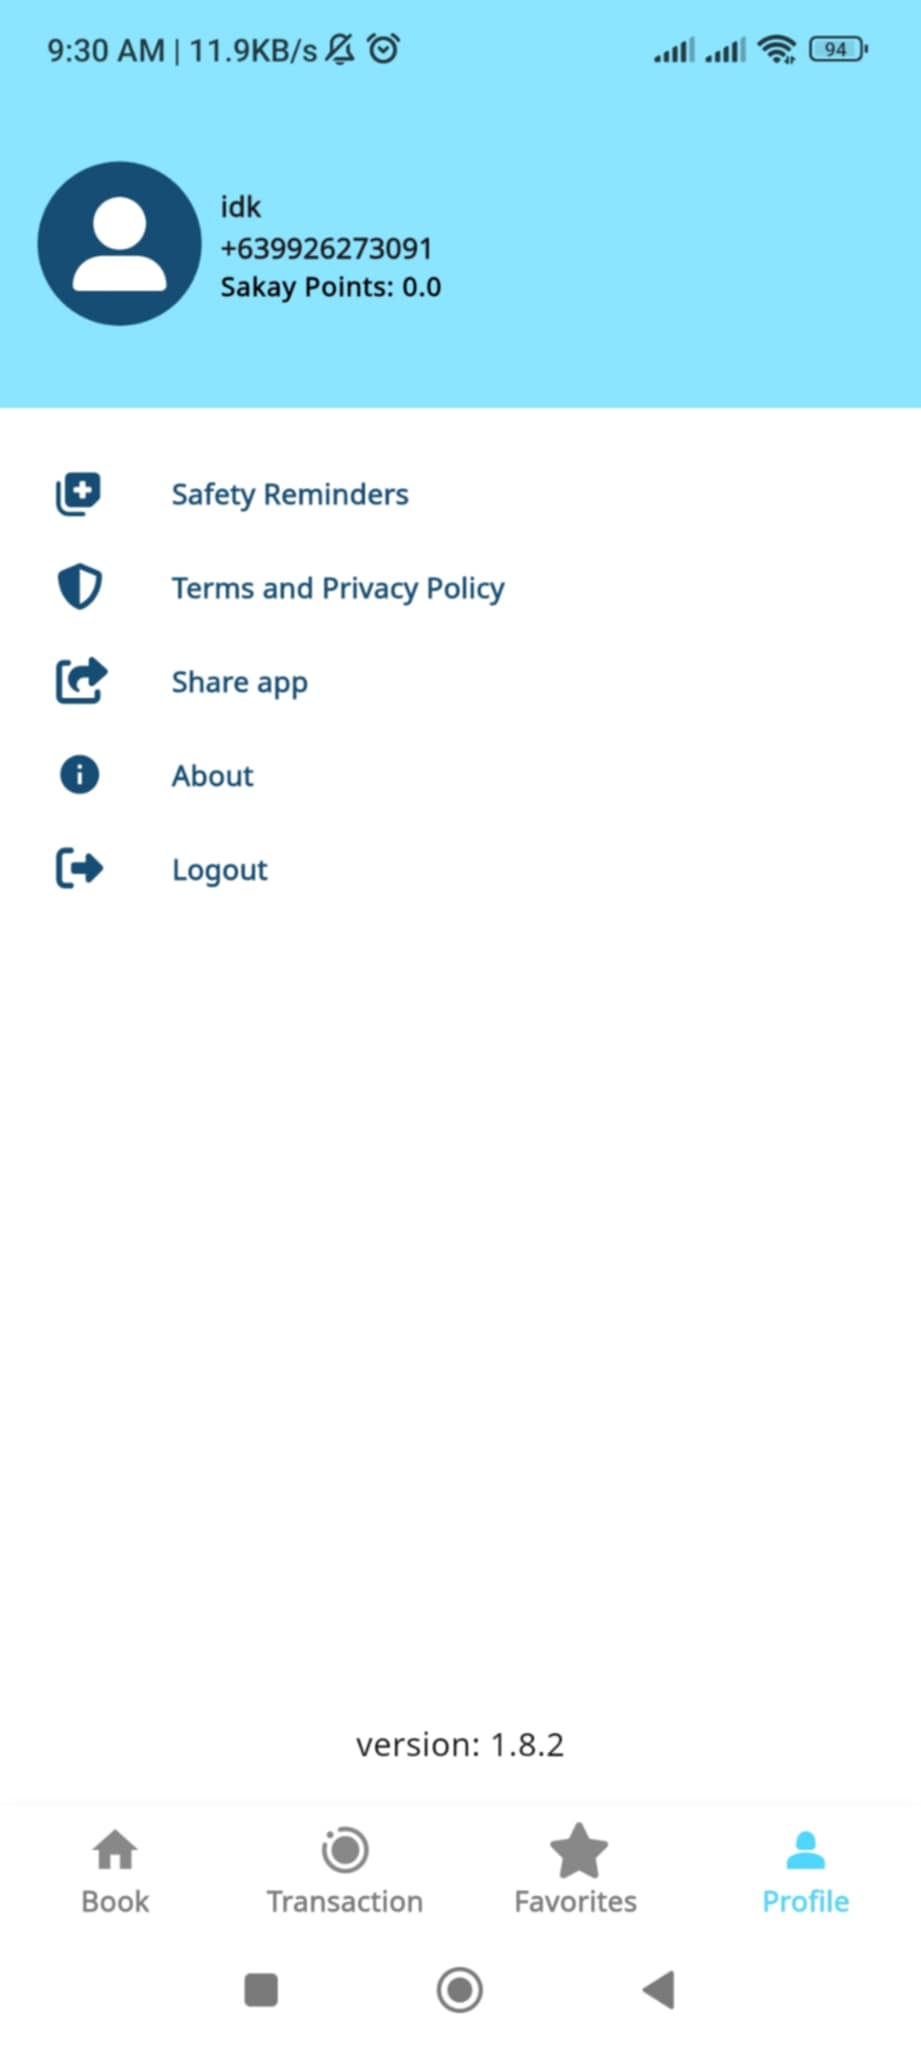 9:30 AM | 11.9KB/s
94
idk
+639926273091
Sakay Points: 0.0
Safety Reminders
Terms and Privacy Policy
Share app
About
Logout
version: 1.8.2
Book
Transaction
Favorites
Profile